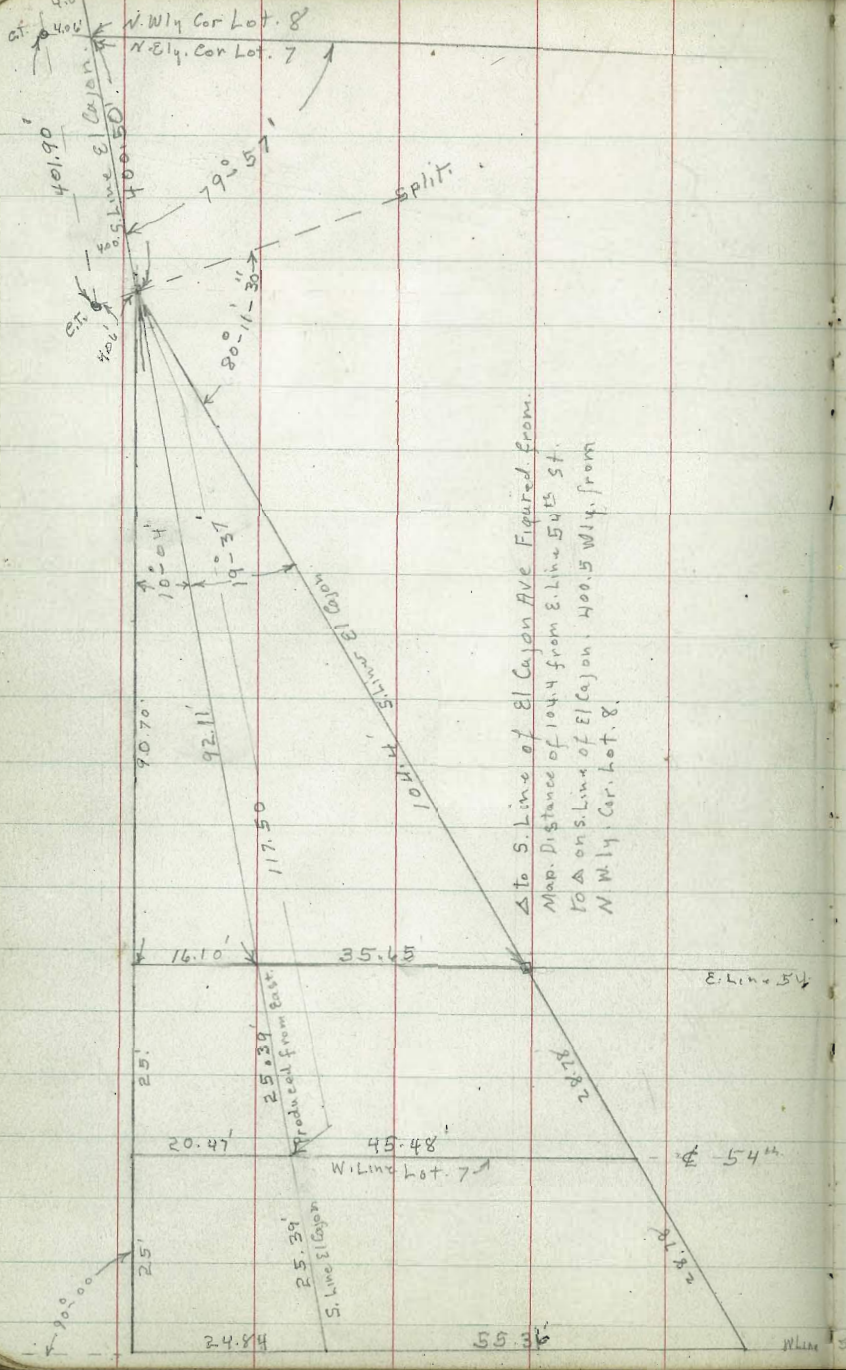 4.06'
C.T.
N. Wly Cor Lot. 8
N. Ely. Cor Lot. 7
401.90'
S. Line El Cajon.
400.50'
79°-57'
Split.
C.T.
4.06'
80°-11'-30"
10°-04'
19°-37'
S. Line El Cajon
90.70'
92.11'
104.4'
117.50
Δ to S. Line of El Cajon Ave Figured from.
Map. Distance of 104.4 from E. Line 54th St.
to Δ on S. Line of El Cajon. 400.5 Wly. from
N. Wly. Cor. Lot. 8.
16.10'
35.45
E. Line 54
25'
25.39'
Produced from East.
28.78
20.47'
45.48'
W. Line Lot. 7
℄ 54th
25'
25.39'
S. Line El Cajon
28.78
90°-00
24.84
55.36'
W Line